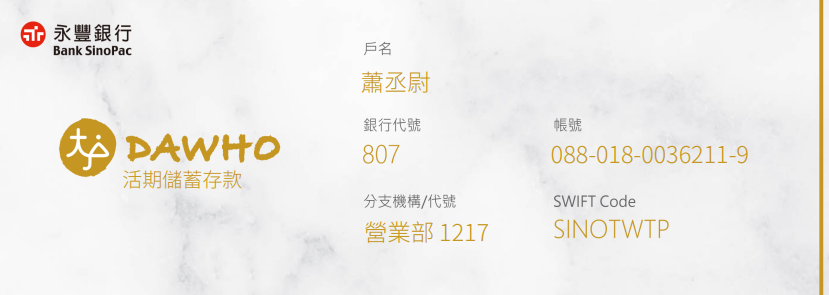 永豐銀行
Bank SinoPac
戶名
蕭丞尉
銀行代號
807
帳號
088-018-0036211-9
大戶 DAWHO
活期儲蓄存款
分支機構/代號
營業部 1217
SWIFT Code
SINOTWTP